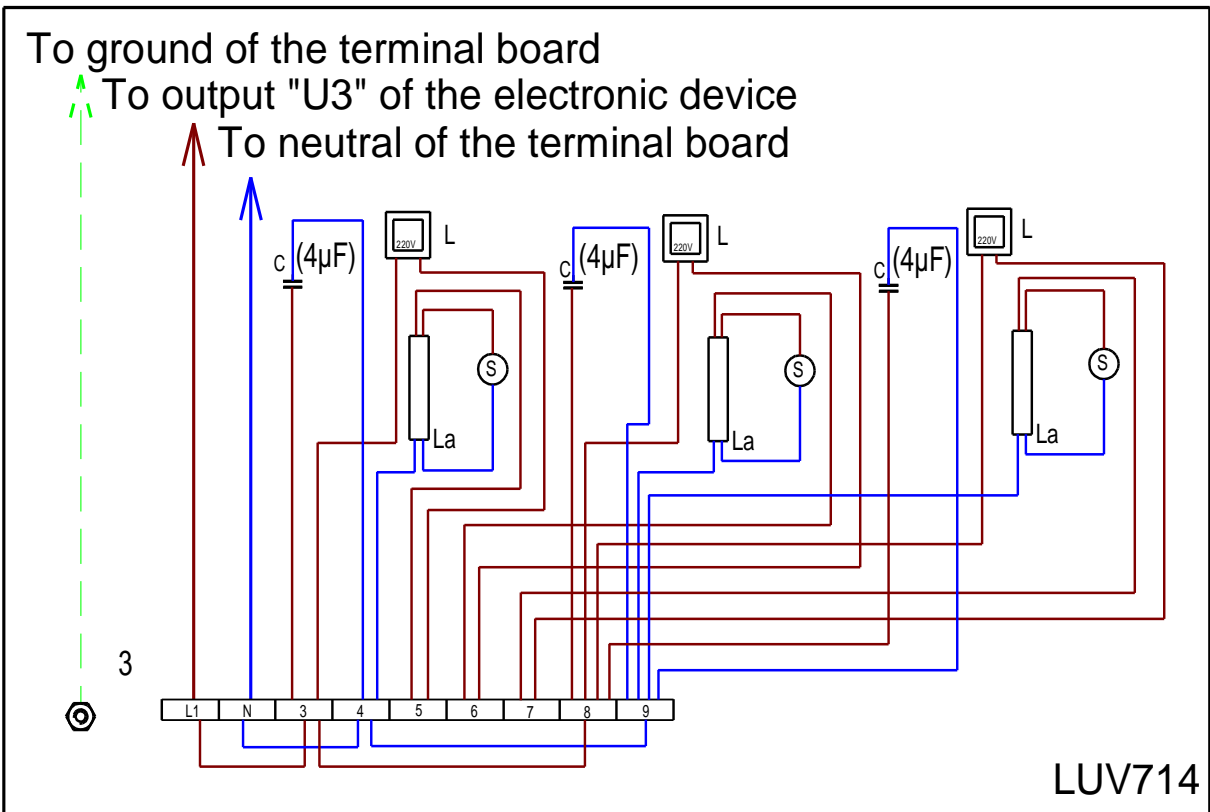 To ground of the terminal board
To output "U3" of the electronic device
To neutral of the terminal board
C (4µF)
220V
L
C (4µF)
220V
L
C (4µF)
220V
L
S
S
S
La
La
La
3
L1 N 3 4 5 6 7 8 9
LUV714